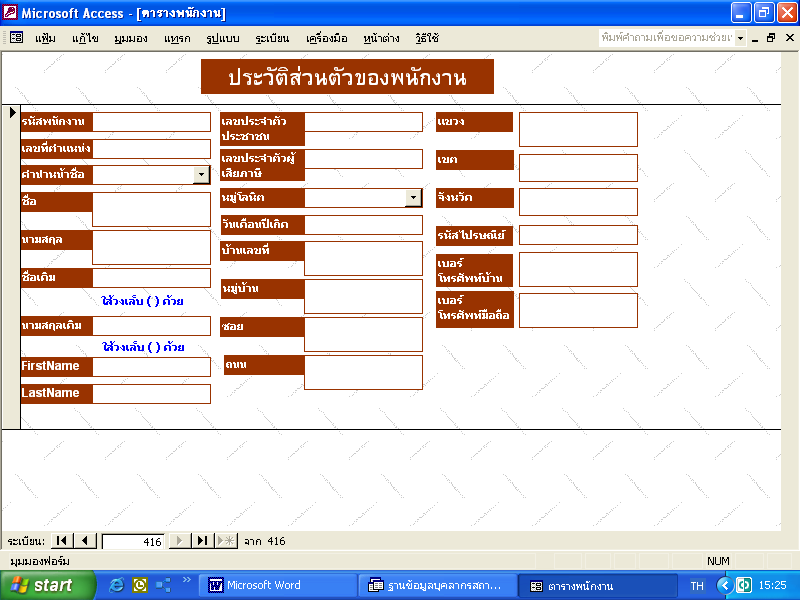 Microsoft Access - [ตารางพนักงาน]
แฟ้ม แก้ไข มุมมอง แทรก รูปแบบ ระเบียน เครื่องมือ หน้าต่าง วิธีใช้ พิมพ์คำถามเพื่อขอความช่วยเ
ประวัติส่วนตัวของพนักงาน
รหัสพนักงาน
เลขที่ตำแหน่ง
คำนำหน้าชื่อ
ชื่อ
นามสกุล
ชื่อเดิม
ใส่วงเล็บ ( ) ด้วย
นามสกุลเดิม
ใส่วงเล็บ ( ) ด้วย
FirstName
LastName
เลขประจำตัว
ประชาชน
เลขประจำตัวผู้
เสียภาษี
หมู่โลหิต
วันเดือนปีเกิด
บ้านเลขที่
หมู่บ้าน
ซอย
ถนน
แขวง
เขต
จังหวัด
รหัสไปรษณีย์
เบอร์
โทรศัพท์บ้าน
เบอร์
โทรศัพท์มือถือ
ระเบียน: 416 จาก 416
มุมมองฟอร์ม NUM
start Microsoft Word ฐานข้อมูลบุคลากรสถา... ตารางพนักงาน TH 15:25